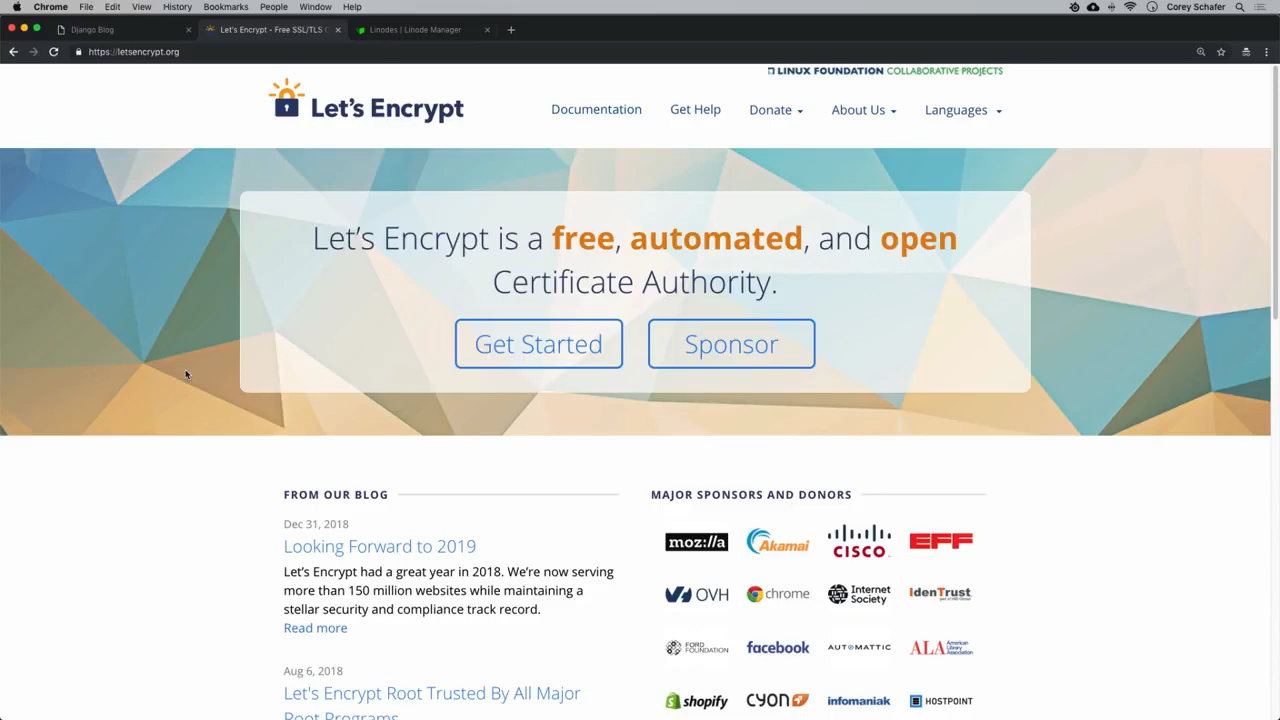 Chrome File Edit View History Bookmarks People Window Help Corey Schafer
Django Blog Let's Encrypt - Free SSL/TLS C Linodes | Linode Manager
https://letsencrypt.org
LINUX FOUNDATION COLLABORATIVE PROJECTS
Let's Encrypt Documentation Get Help Donate About Us Languages
Let's Encrypt is a free, automated, and open
Certificate Authority.
Get Started Sponsor
FROM OUR BLOG
Dec 31, 2018
Looking Forward to 2019
Let's Encrypt had a great year in 2018. We're now serving
more than 150 million websites while maintaining a
stellar security and compliance track record.
Read more
Aug 6, 2018
Let's Encrypt Root Trusted By All Major
Root Programs
MAJOR SPONSORS AND DONORS
moz://a Akamai CISCO EFF
OVH chrome Internet Society IdenTrust
FORD FOUNDATION facebook AUTOMATTIC ALA American Library Association
shopify CYON infomaniak HOSTPOINT